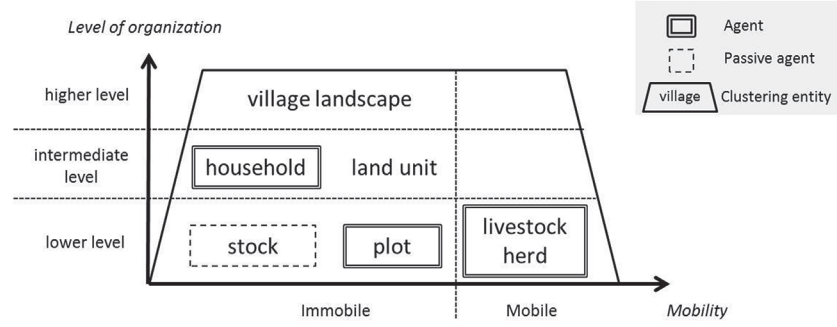 Level of organization
Agent
Passive agent
village Clustering entity
higher level
village landscape
intermediate
level
household
land unit
lower level
stock
plot
livestock
herd
Immobile
Mobile
Mobility